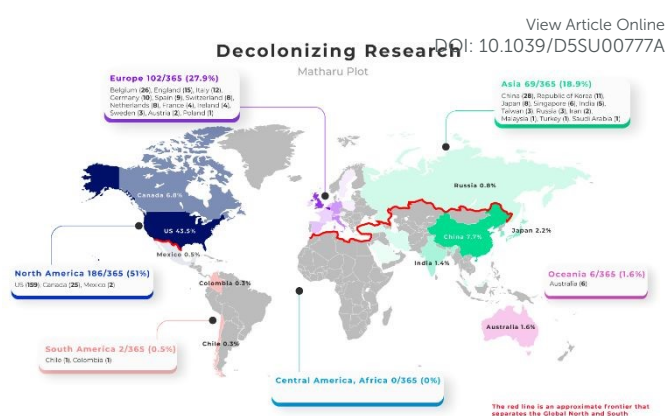 View Article Online
DOI: 10.1039/D5SU00777A
Decolonizing Research
Matharu Plot
Europe 102/365 (27.9%)
Belgium (26), England (15), Italy (12),
Germany (10), Spain (9), Switzerland (8),
Netherlands (8), France (4), Ireland (4),
Sweden (3), Austria (2), Poland (1)
Asia 69/365 (18.9%)
China (28), Republic of Korea (11),
Japan (8), Singapore (6), India (5),
Taiwan (3), Russia (3), Iran (2),
Malaysia (1), Turkey (1), Saudi Arabia (1)
Canada 6.8%
Russia 0.8%
US 43.5%
China 7.7%
Japan 2.2%
Mexico 0.5%
India 1.4%
North America 186/365 (51%)
US (159), Canada (25), Mexico (2)
Colombia 0.3%
Oceania 6/365 (1.6%)
Australia (6)
Australia 1.6%
Chile 0.3%
South America 2/365 (0.5%)
Chile (1), Colombia (1)
Central America, Africa 0/365 (0%)
The red line is an approximate frontier that
separates the Global North and South